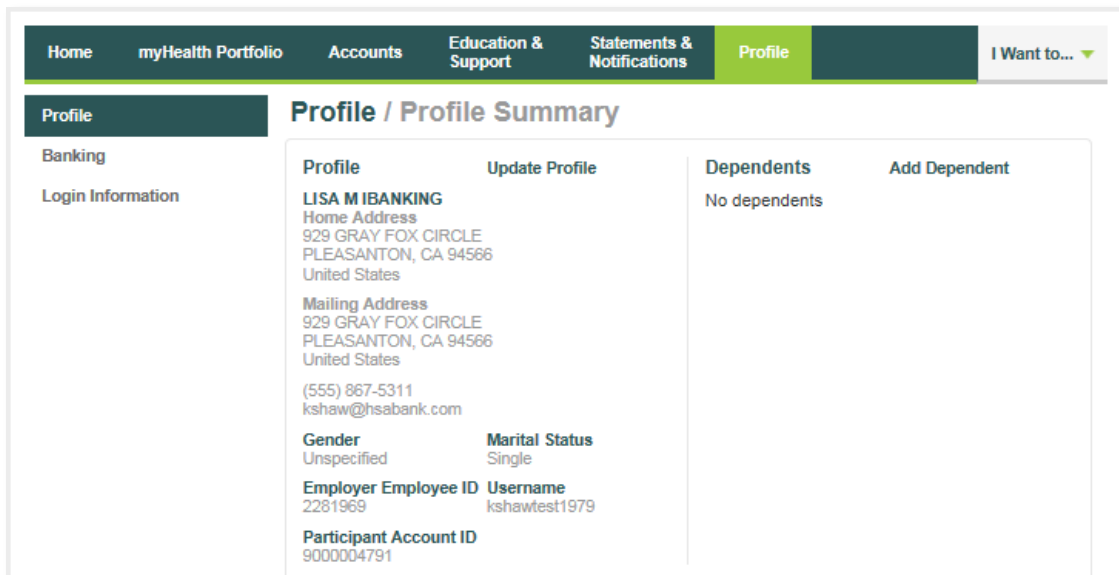 Home myHealth Portfolio Accounts Education & Support Statements & Notifications Profile I Want to...
Profile
Banking
Login Information
Profile / Profile Summary
Profile Update Profile
LISA M IBANKING
Home Address
929 GRAY FOX CIRCLE
PLEASANTON, CA 94566
United States
Mailing Address
929 GRAY FOX CIRCLE
PLEASANTON, CA 94566
United States
(555) 867-5311
kshaw@hsabank.com
Gender Marital Status
Unspecified Single
Employer Employee ID Username
2281969 kshawtest1979
Participant Account ID
9000004791
Dependents Add Dependent
No dependents